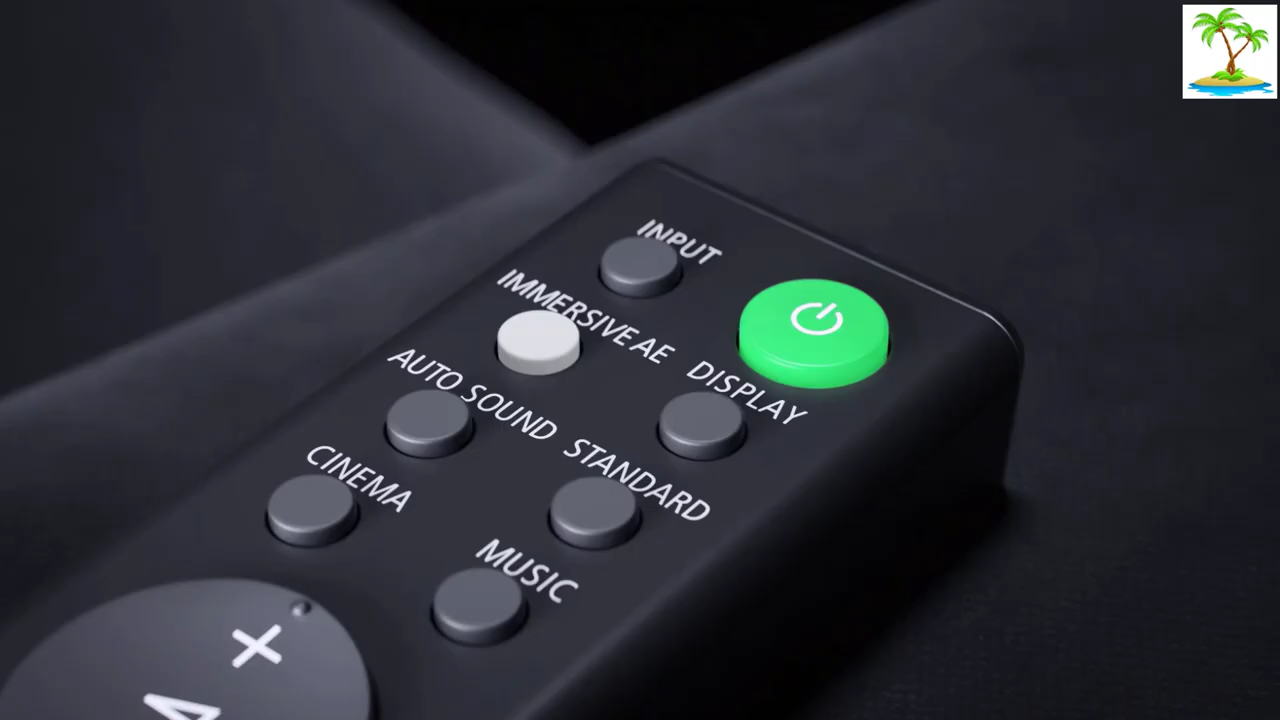 INPUT
IMMERSIVE AE
DISPLAY
AUTO SOUND
STANDARD
CINEMA
MUSIC
+